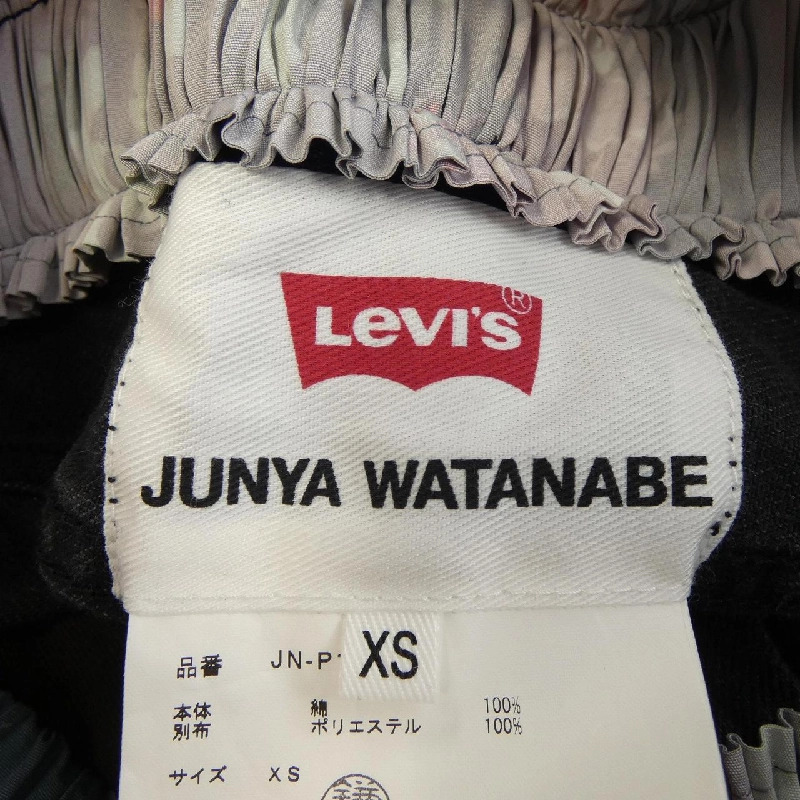 LEVI'S®
JUNYA WATANABE
XS
品番 JN-P
本体 綿 100%
別布 ポリエステル 100%
サイズ XS